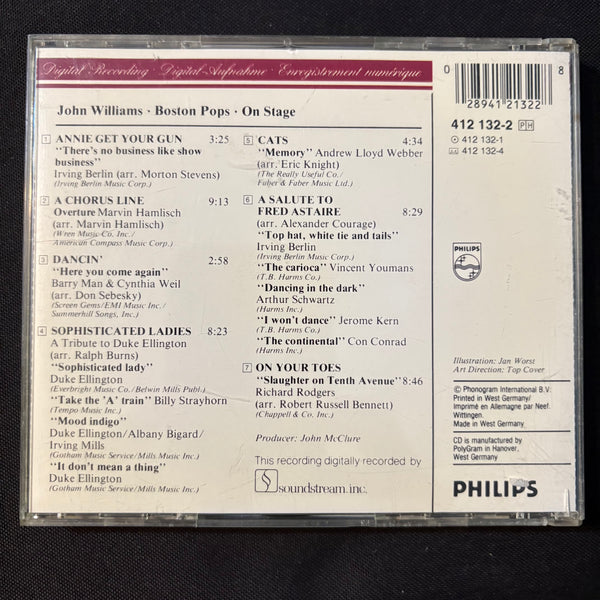 Digital Recording · Digital-Aufnahme · Enregistrement numérique
John Williams · Boston Pops · On Stage
1 ANNIE GET YOUR GUN 3:25
"There's no business like show
business"
Irving Berlin (arr. Morton Stevens)
(Irving Berlin Music Corp.)
2 A CHORUS LINE 9:13
Overture Marvin Hamlisch
(arr. Marvin Hamlisch)
(Wren Music Co. Inc./
American Compass Music Corp.)
3 DANCIN' 2:58
"Here you come again"
Barry Man & Cynthia Weil
(arr. Don Sebesky)
(Screen Gems/EMI Music Inc./
Summerhill Songs, Inc.)
4 SOPHISTICATED LADIES 8:23
A Tribute to Duke Ellington
(arr. Ralph Burns)
"Sophisticated lady"
Duke Ellington
(Everbright Music Co./Belwin Mills Publ.)
"Take the 'A' train" Billy Strayhorn
(Tempo Music Inc.)
"Mood indigo"
Duke Ellington/Albany Bigard/
Irving Mills
(Gotham Music Service/Mills Music Inc.)
"It don't mean a thing"
Duke Ellington
(Gotham Music Service/Mills Music Inc.)
5 CATS 4:34
"Memory" Andrew Lloyd Webber
(arr. Eric Knight)
(The Really Useful Co./
Faber & Faber Music Ltd.)
6 A SALUTE TO
FRED ASTAIRE 8:29
(arr. Alexander Courage)
"Top hat, white tie and tails"
Irving Berlin
(Irving Berlin Music Corp.)
"The carioca" Vincent Youmans
(T.B. Harms Co.)
"Dancing in the dark"
Arthur Schwartz
(Harms Inc.)
"I won't dance" Jerome Kern
(T.B. Harms Co.)
"The continental" Con Conrad
(Harms Inc.)
7 ON YOUR TOES
"Slaughter on Tenth Avenue" 8:46
Richard Rodgers
(arr. Robert Russell Bennett)
(Chappell & Co. Inc.)
Producer: John McClure
This recording digitally recorded by
soundstream, inc.
0 28941 21322 8
412 132-2 PH
412 132-1
412 132-4
PHILIPS
Illustration: Jan Worst
Art Direction: Top Cover
Ⓟ Phonogram International B.V.
Printed in West Germany/
Imprimé en Allemagne par Neef,
Wittingen.
Made in West Germany
CD is manufactured by
PolyGram in Hanover,
West Germany
PHILIPS